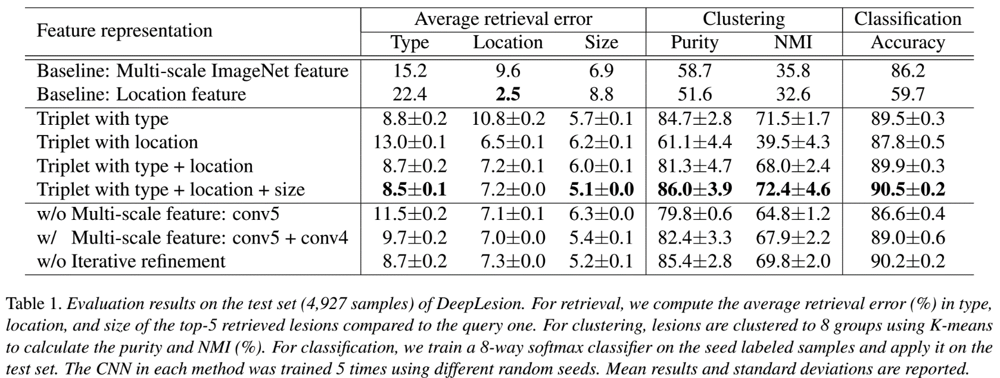 Feature representation Average retrieval error Clustering Classification
Type Location Size Purity NMI Accuracy
Baseline: Multi-scale ImageNet feature 15.2 9.6 6.9 58.7 35.8 86.2
Baseline: Location feature 22.4 2.5 8.8 51.6 32.6 59.7
Triplet with type 8.8±0.2 10.8±0.2 5.7±0.1 84.7±2.8 71.5±1.7 89.5±0.3
Triplet with location 13.0±0.1 6.5±0.1 6.2±0.1 61.1±4.4 39.5±4.3 87.8±0.5
Triplet with type + location 8.7±0.2 7.2±0.1 6.0±0.1 81.3±4.7 68.0±2.4 89.9±0.3
Triplet with type + location + size 8.5±0.1 7.2±0.0 5.1±0.0 86.0±3.9 72.4±4.6 90.5±0.2
w/o Multi-scale feature: conv5 11.5±0.2 7.1±0.1 6.3±0.0 79.8±0.6 64.8±1.2 86.6±0.4
w/ Multi-scale feature: conv5 + conv4 9.7±0.2 7.0±0.0 5.4±0.1 82.4±3.3 67.9±2.2 89.0±0.6
w/o Iterative refinement 8.7±0.2 7.3±0.0 5.2±0.1 85.4±2.8 69.8±2.0 90.2±0.2
Table 1. Evaluation results on the test set (4,927 samples) of DeepLesion. For retrieval, we compute the average retrieval error (%) in type,
location, and size of the top-5 retrieved lesions compared to the query one. For clustering, lesions are clustered to 8 groups using K-means
to calculate the purity and NMI (%). For classification, we train a 8-way softmax classifier on the seed labeled samples and apply it on the
test set. The CNN in each method was trained 5 times using different random seeds. Mean results and standard deviations are reported.